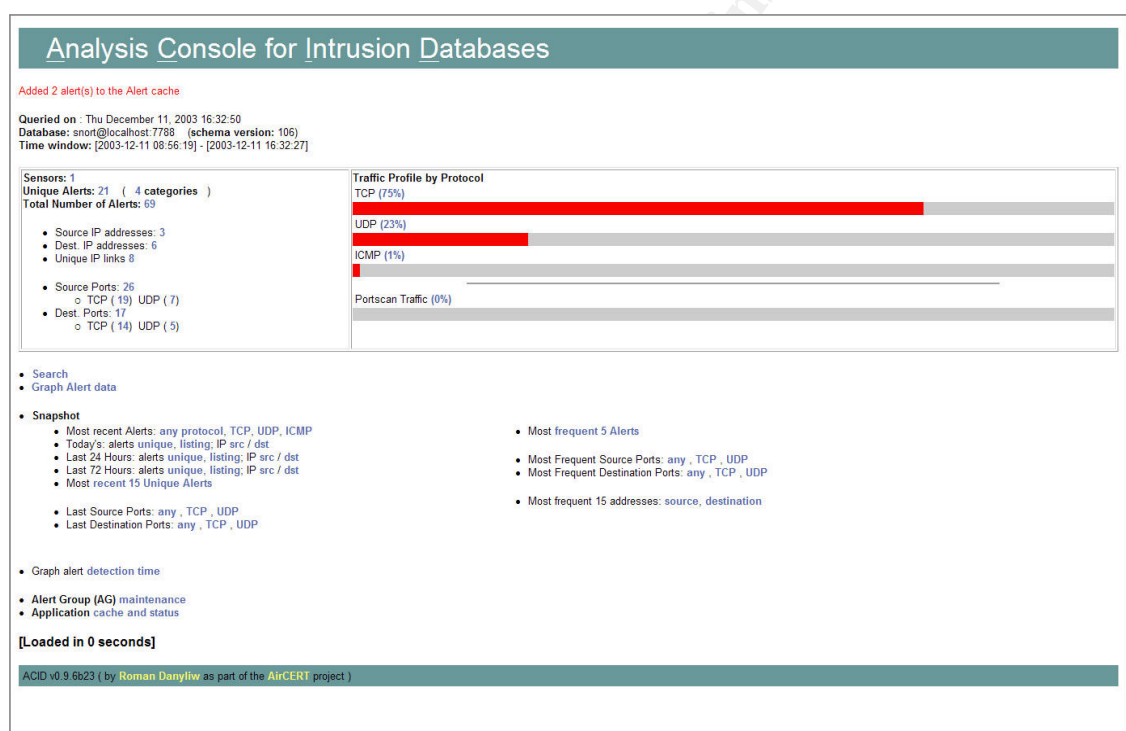 Analysis Console for Intrusion Databases
Added 2 alert(s) to the Alert cache
Queried on : Thu December 11, 2003 16:32:50
Database: snort@localhost:7788 (schema version: 106)
Time window: [2003-12-11 08:56:19] - [2003-12-11 16:32:27]
Sensors: 1
Unique Alerts: 21 ( 4 categories )
Total Number of Alerts: 69
Source IP addresses: 3
Dest. IP addresses: 6
Unique IP links 8
Source Ports: 26
TCP ( 19) UDP ( 7)
Dest. Ports: 17
TCP ( 14) UDP ( 5)
Traffic Profile by Protocol
TCP (75%)
UDP (23%)
ICMP (1%)
Portscan Traffic (0%)
Search
Graph Alert data
Snapshot
Most recent Alerts: any protocol, TCP, UDP, ICMP
Today's: alerts unique, listing; IP src / dst
Last 24 Hours: alerts unique, listing; IP src / dst
Last 72 Hours: alerts unique, listing; IP src / dst
Most recent 15 Unique Alerts
Last Source Ports: any , TCP , UDP
Last Destination Ports: any , TCP , UDP
Most frequent 5 Alerts
Most Frequent Source Ports: any , TCP , UDP
Most Frequent Destination Ports: any , TCP , UDP
Most frequent 15 addresses: source, destination
Graph alert detection time
Alert Group (AG) maintenance
Application cache and status
[Loaded in 0 seconds]
ACID v0.9.6b23 ( by Roman Danyliw as part of the AirCERT project )